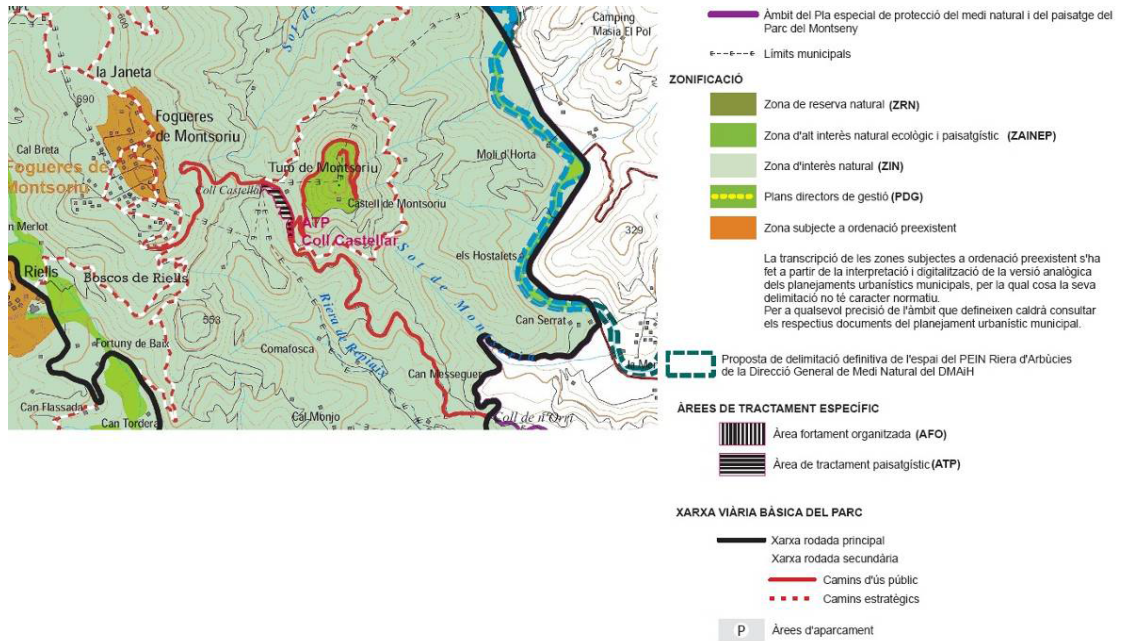 Camping
Masia El Pol
Sot de
la Janeta
690
Fogueres
de Montsoriu
Cal Breta
Fogueres de
Montsoriu
Moli d'Horta
Turo de Montsoriu
Coll Castellar
Castell de Montsoriu
n Merlot
ATP
Coll Castellar
329
els Hostalets
Riells
Boscos de Riells
Sot de Montsoriu
553
Riera de Repiaix
Can Serrat
Fortuny de Baix
Comafosca
Can Messeguer
Can Flassada
Cal Monjo
Coll de n'Orri
Can Tordera
Àmbit del Pla especial de protecció del medi natural i del paisatge del
Parc del Montseny
Límits municipals
ZONIFICACIÓ
Zona de reserva natural (ZRN)
Zona d'alt interès natural ecològic i paisatgístic (ZAINEP)
Zona d'interès natural (ZIN)
Plans directors de gestió (PDG)
Zona subjecte a ordenació preexistent
La transcripció de les zones subjectes a ordenació preexistent s'ha
fet a partir de la interpretació i digitalització de la versió analògica
dels planejaments urbanístics municipals, per la qual cosa la seva
delimitació no té caracter normatiu.
Per a qualsevol precisió de l'àmbit que defineixen caldrà consultar
els respectius documents del planejament urbanístic municipal.
Proposta de delimitació definitiva de l'espai del PEIN Riera d'Arbúcies
de la Direcció General de Medi Natural del DMAiH
ÀREES DE TRACTAMENT ESPECÍFIC
Àrea fortament organitzada (AFO)
Àrea de tractament paisatgístic (ATP)
XARXA VIÀRIA BÀSICA DEL PARC
Xarxa rodada principal
Xarxa rodada secundària
Camins d'ús públic
Camins estratègics
P
Àrees d'aparcament